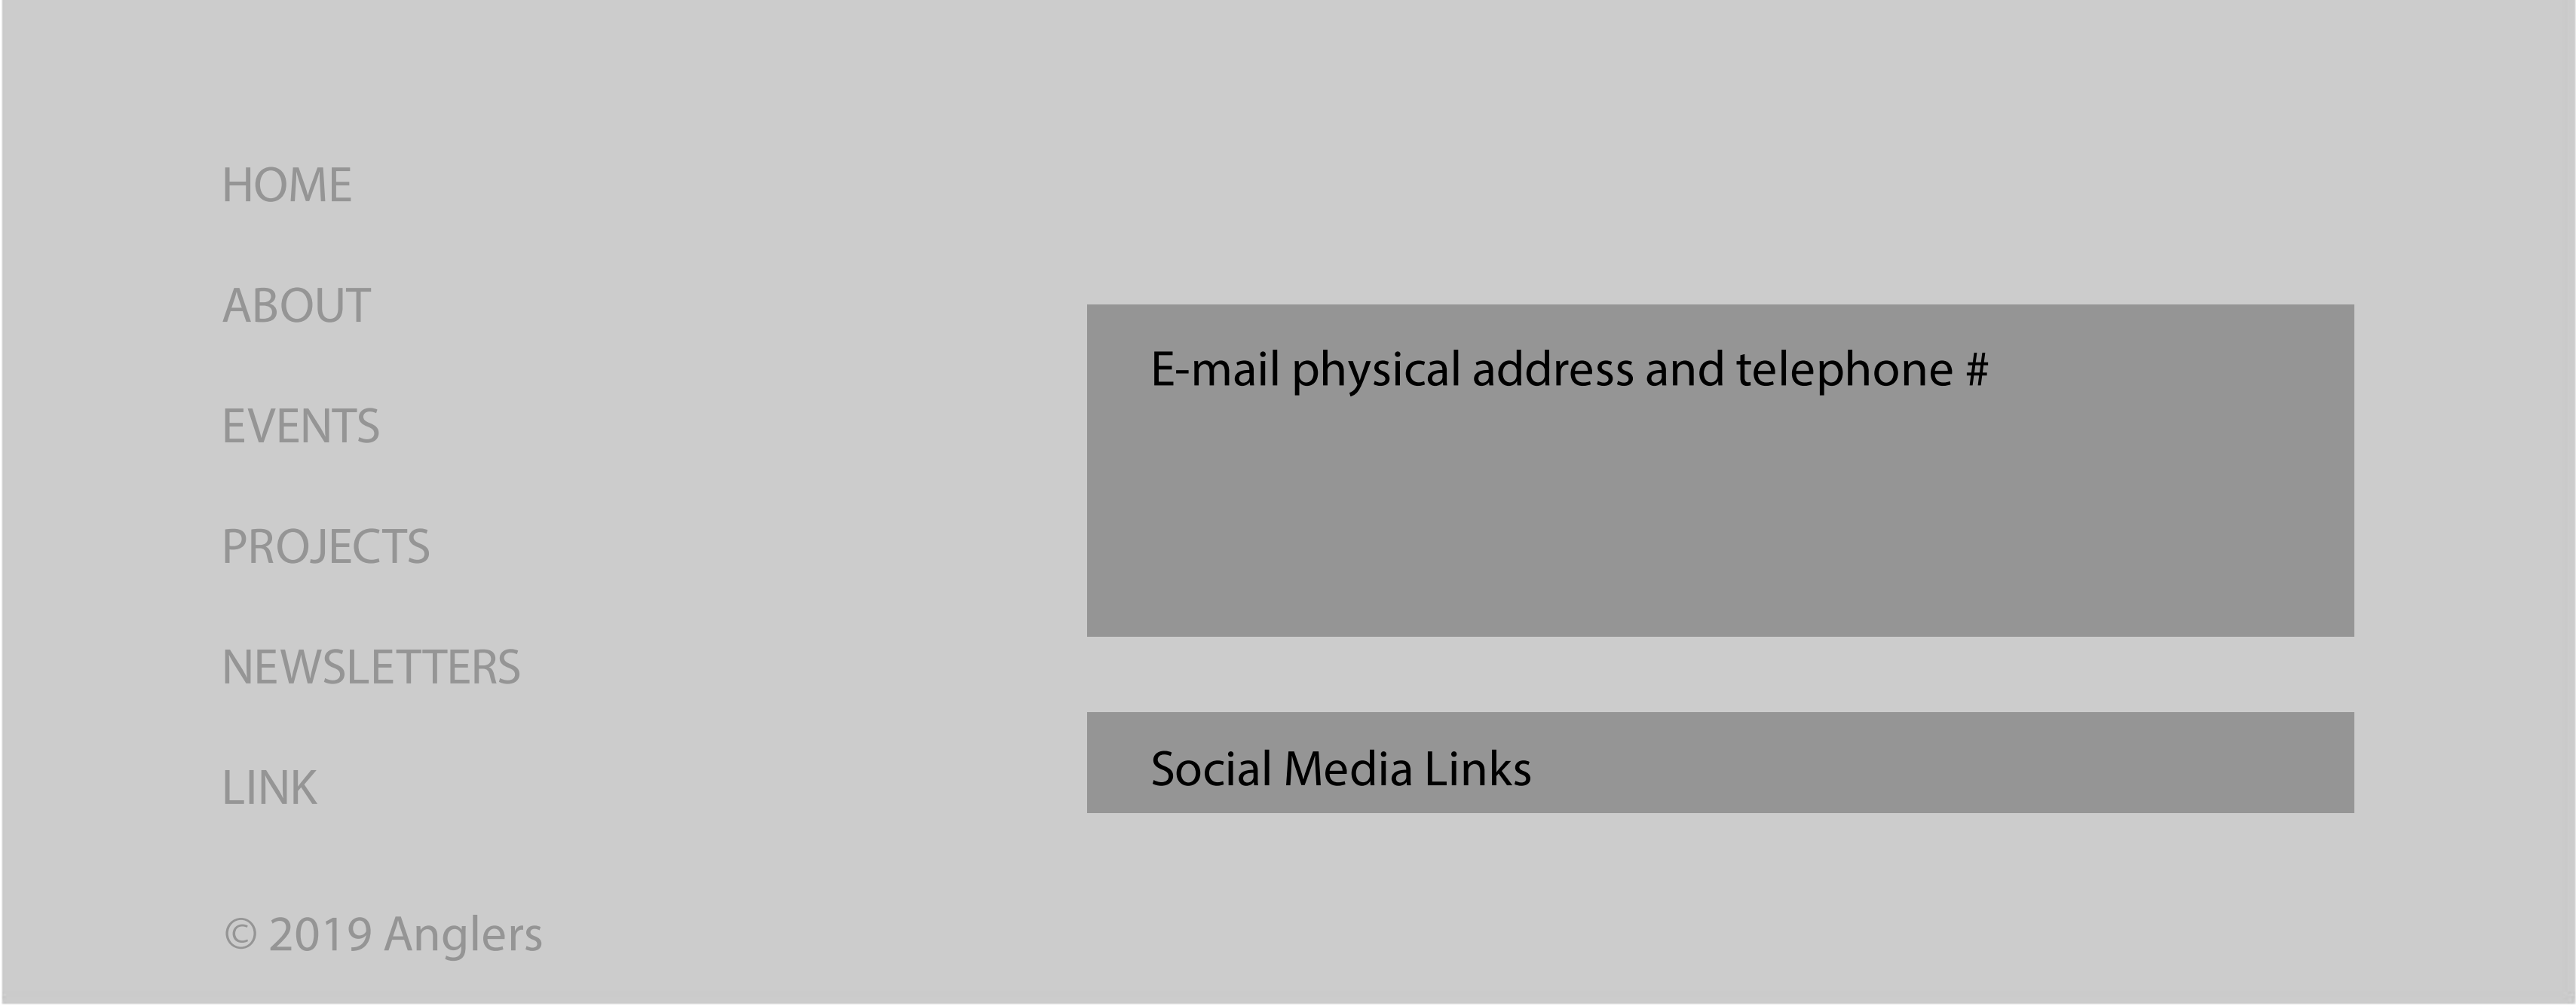 HOME
ABOUT
EVENTS
PROJECTS
NEWSLETTERS
LINK
© 2019 Anglers
E-mail physical address and telephone #
Social Media Links